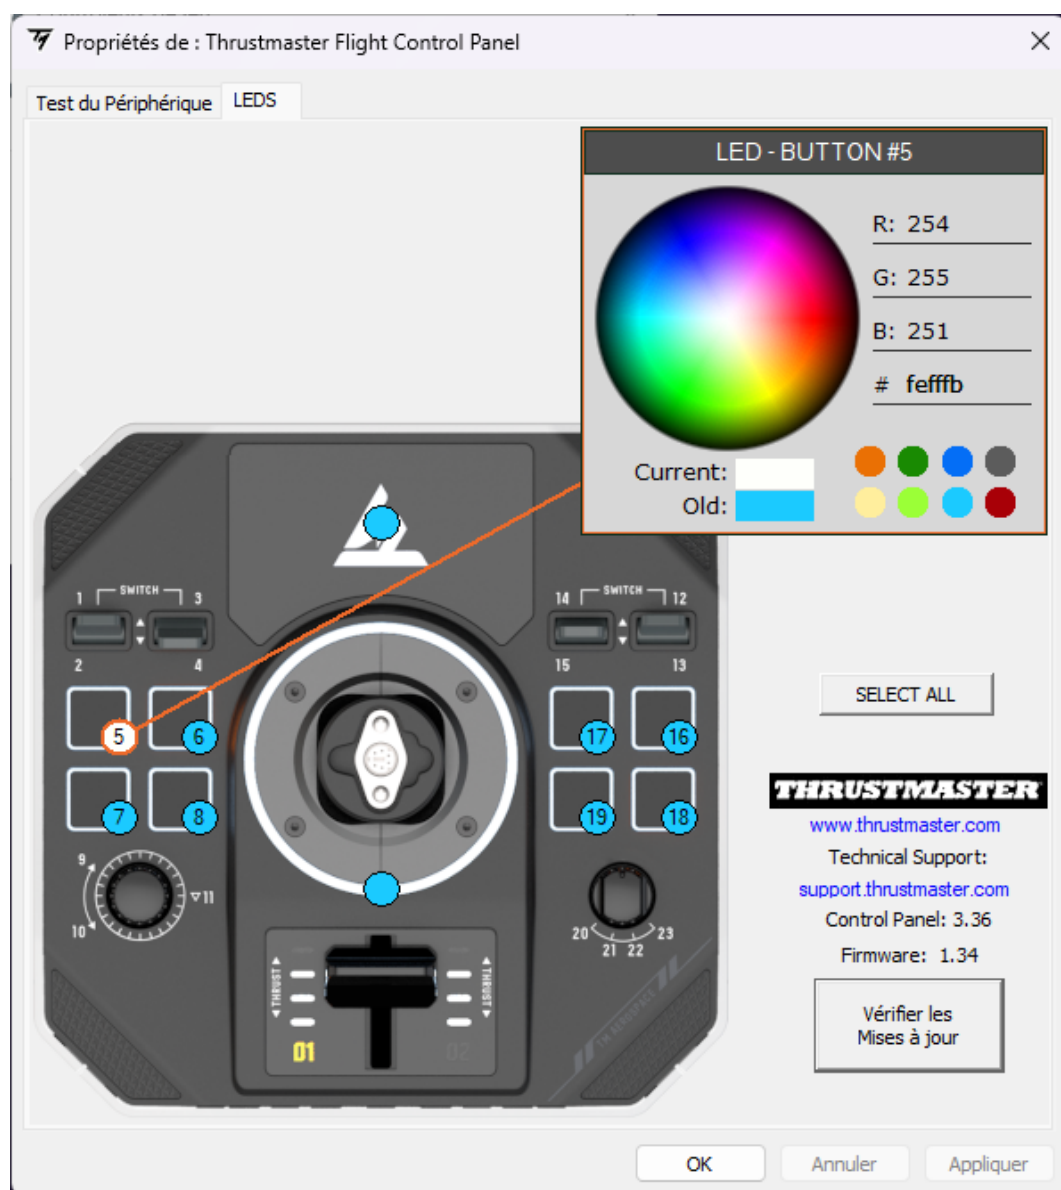 Propriétés de : Thrustmaster Flight Control Panel
Test du Périphérique LEDS
LED - BUTTON #5
R: 254
G: 255
B: 251
# fefffb
Current:
Old:
1 SWITCH 3
2 4
14 SWITCH 12
15 13
5 6
7 8
17 16
19 18
9
11
10
20 23
21 22
THRUST
THRUST
01
02
TM AEROSPACE
SELECT ALL
THRUSTMASTER
www.thrustmaster.com
Technical Support:
support.thrustmaster.com
Control Panel: 3.36
Firmware: 1.34
Vérifier les
Mises à jour
OK Annuler Appliquer